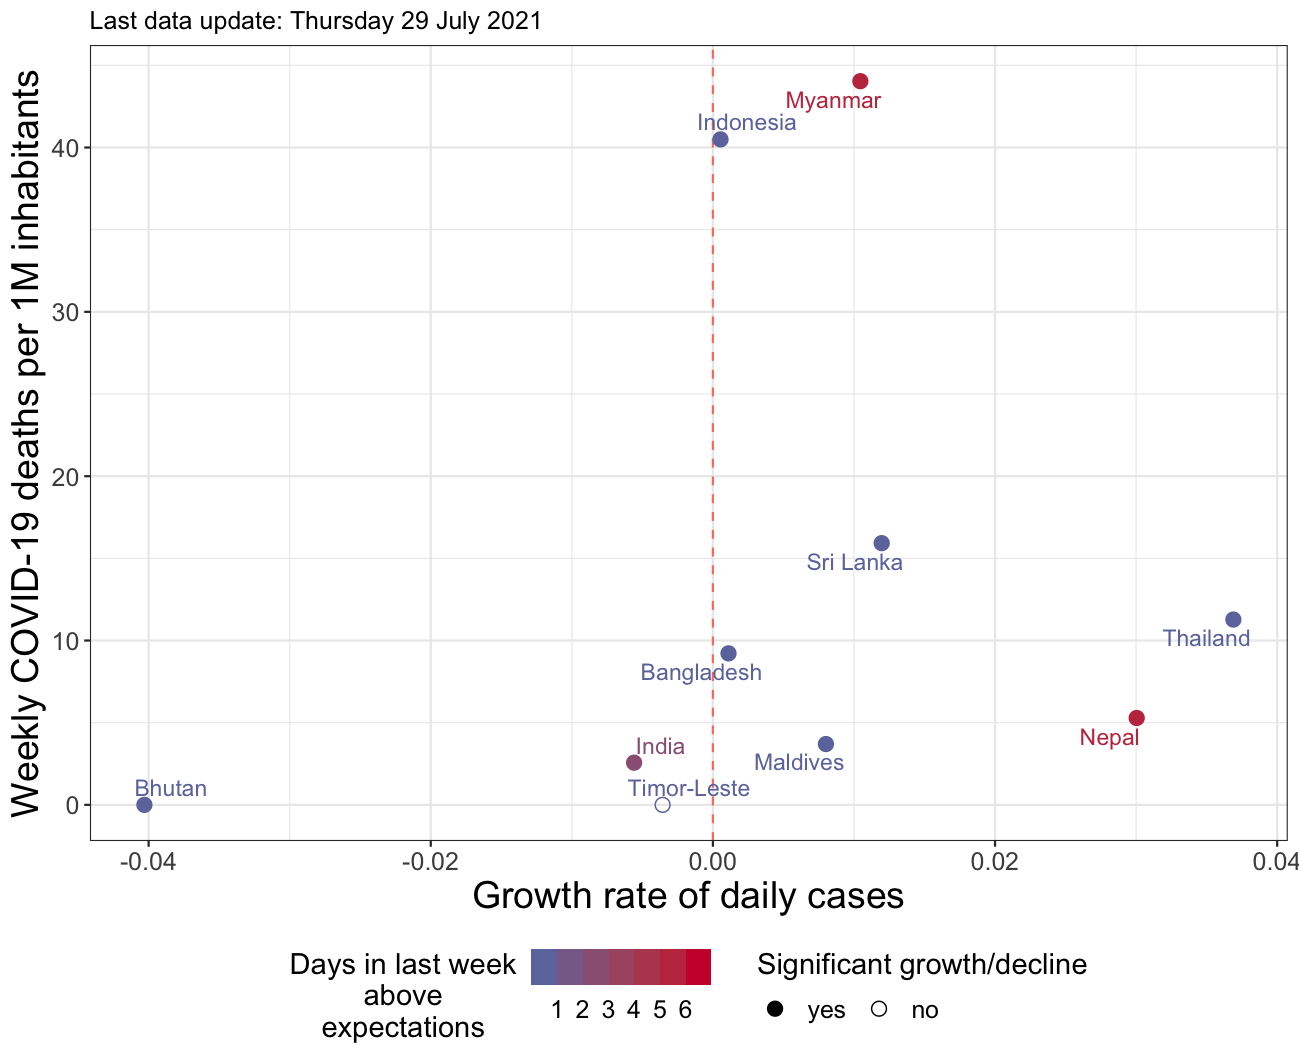 Last data update: Thursday 29 July 2021
Weekly COVID-19 deaths per 1M inhabitants
40
30
20
10
0
Myanmar
Indonesia
Sri Lanka
Thailand
Bangladesh
Nepal
India
Maldives
Bhutan
Timor-Leste
-0.04
-0.02
0.00
0.02
0.04
Growth rate of daily cases
Days in last week
above
expectations
1 2 3 4 5 6
Significant growth/decline
yes no